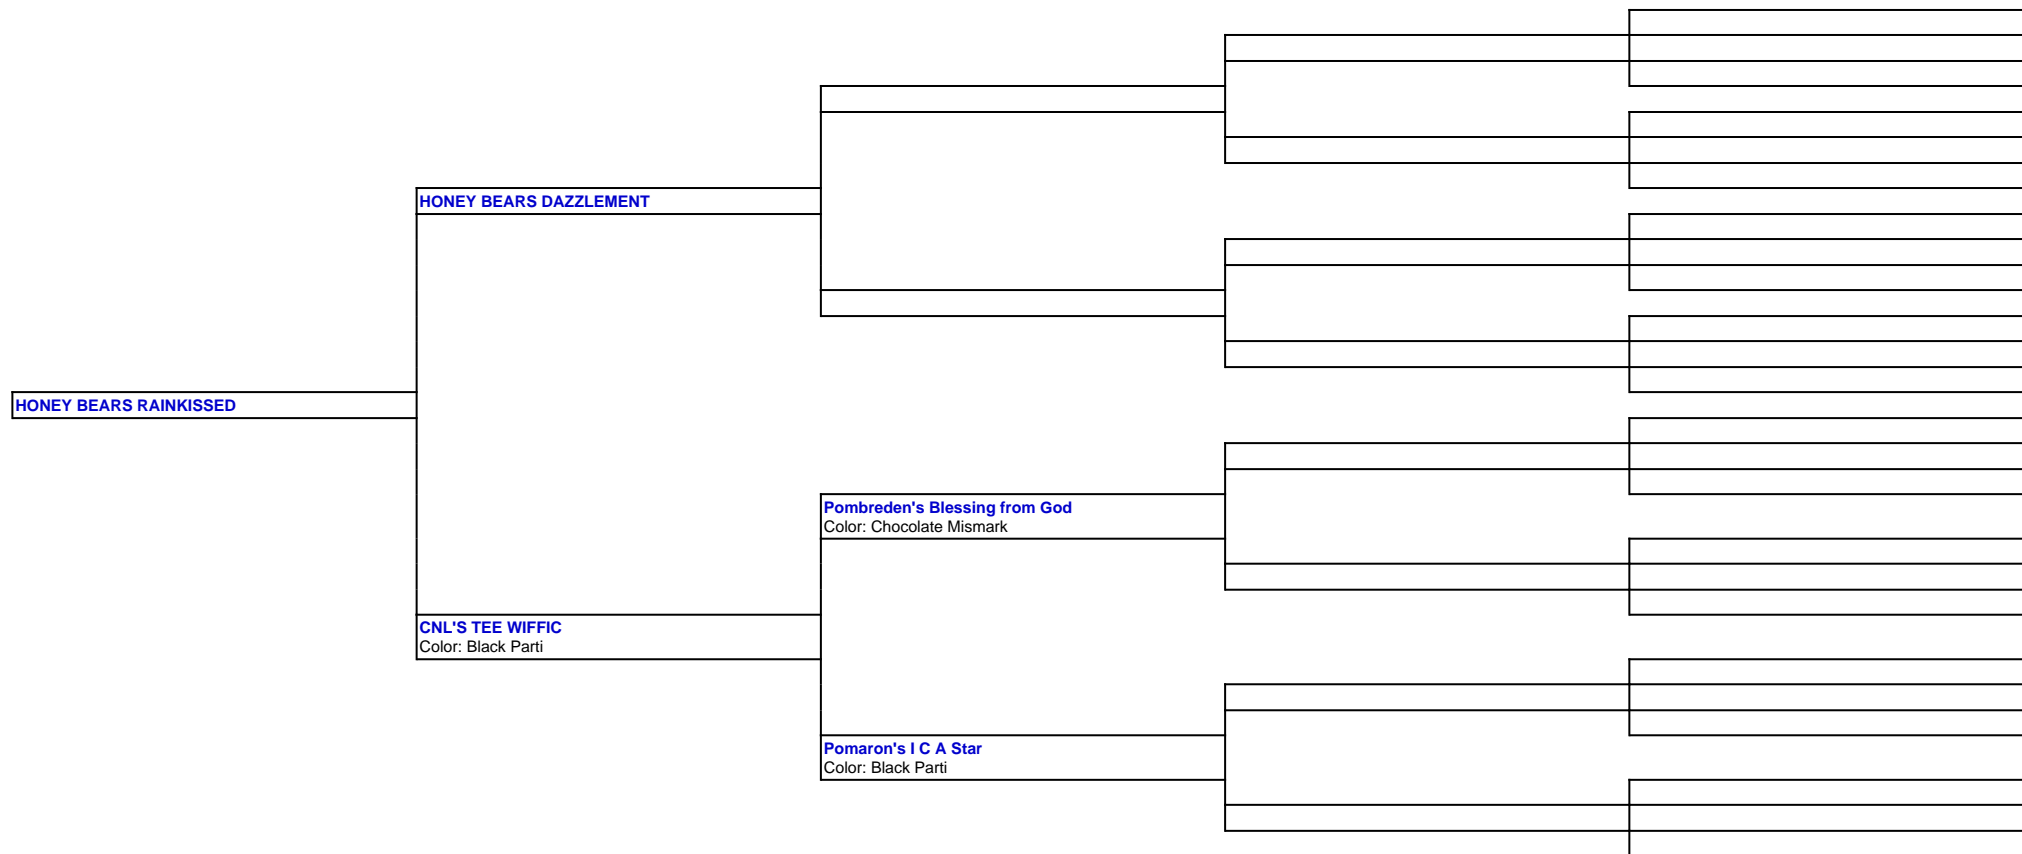 HONEY BEARS DAZZLEMENT
HONEY BEARS RAINKISSED
Pombreden's Blessing from God
Color: Chocolate Mismark
CNL'S TEE WIFFIC
Color: Black Parti
Pomaron's I C A Star
Color: Black Parti